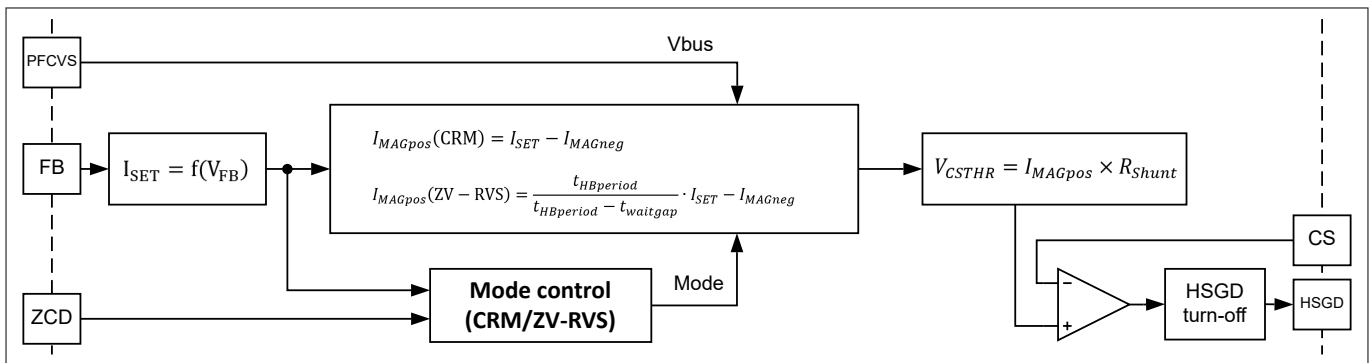 PFCVS
Vbus
FB
I_SET = f(V_FB)
I_MAGpos(CRM) = I_SET − I_MAGneg
I_MAGpos(ZV − RVS) = t_HBperiod / (t_HBperiod − t_waitgap) · I_SET − I_MAGneg
V_CSTHR = I_MAGpos × R_Shunt
CS
ZCD
Mode control
(CRM/ZV-RVS)
Mode
−
+
HSGD
turn-off
HSGD